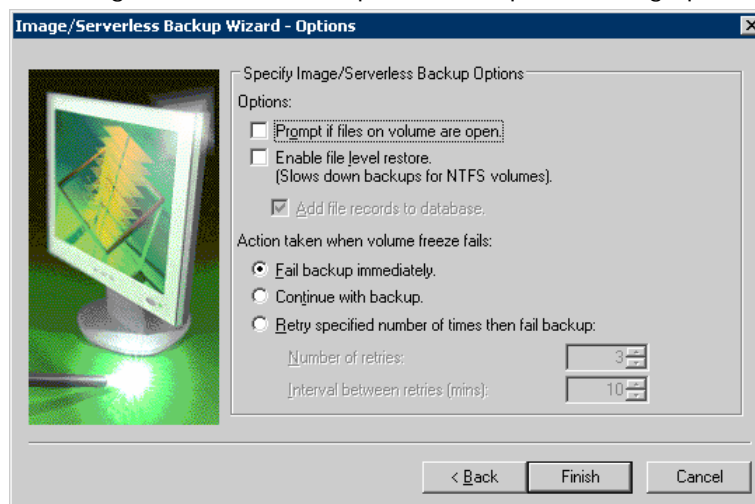 Image/Serverless Backup Wizard - Options
Specify Image/Serverless Backup Options
Options:
Prompt if files on volume are open.
Enable file level restore.
(Slows down backups for NTFS volumes).
Add file records to database.
Action taken when volume freeze fails:
Fail backup immediately.
Continue with backup.
Retry specified number of times then fail backup:
Number of retries: 3
Interval between retries (mins): 10
< Back Finish Cancel